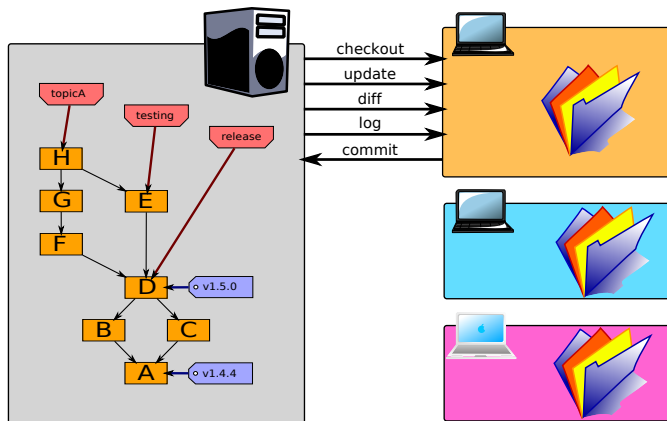 checkout
update
diff
log
commit
topicA
testing
release
H
G
E
F
D
v1.5.0
B
C
A
v1.4.4